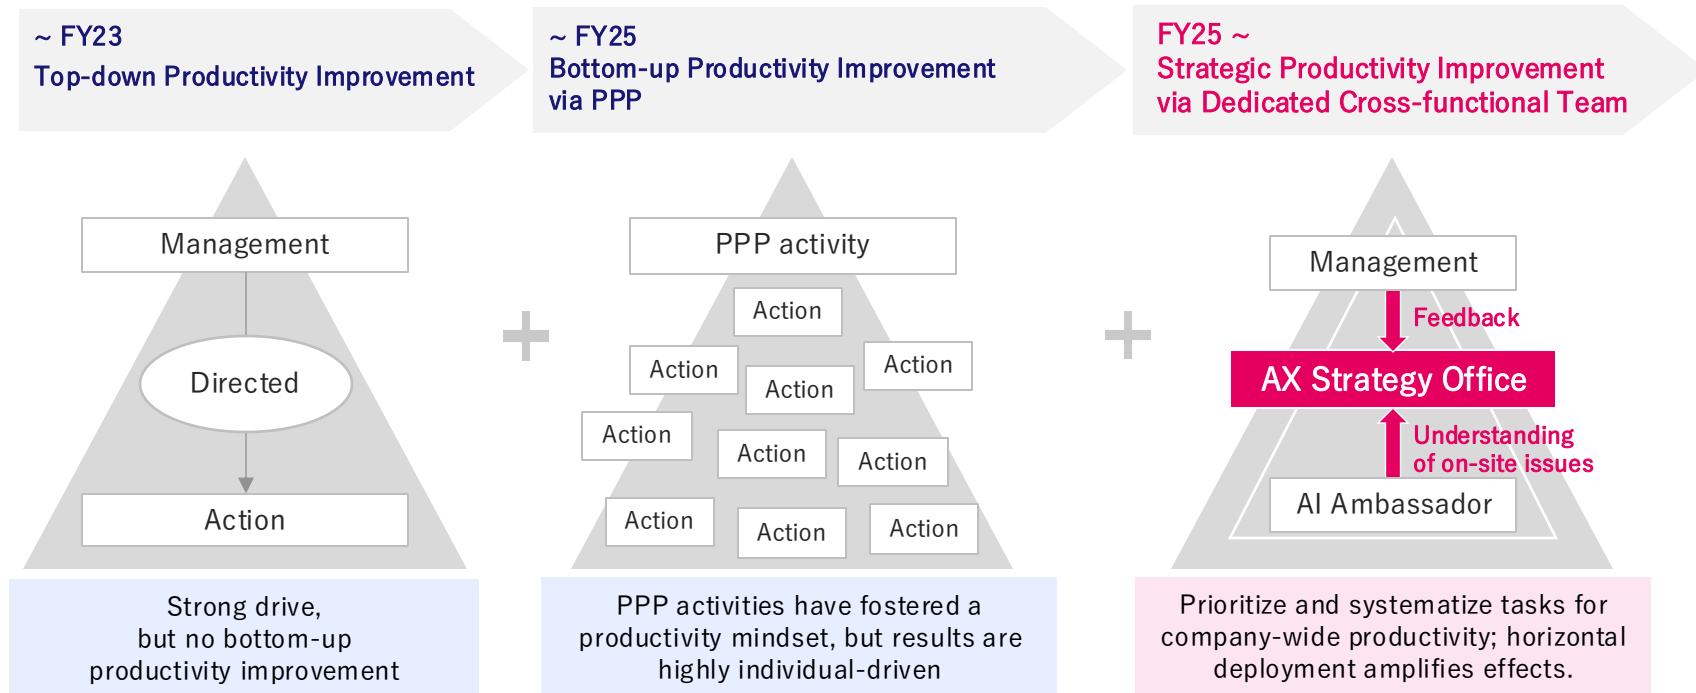 ~ FY23
Top-down Productivity Improvement
~ FY25
Bottom-up Productivity Improvement
via PPP
FY25 ~
Strategic Productivity Improvement
via Dedicated Cross-functional Team
Management
Directed
Action
Strong drive,
but no bottom-up
productivity improvement
+
PPP activity
Action
Action
Action
Action
Action
Action
Action
Action
Action
Action
PPP activities have fostered a
productivity mindset, but results are
highly individual-driven
+
Management
Feedback
AX Strategy Office
Understanding
of on-site issues
AI Ambassador
Prioritize and systematize tasks for
company-wide productivity; horizontal
deployment amplifies effects.